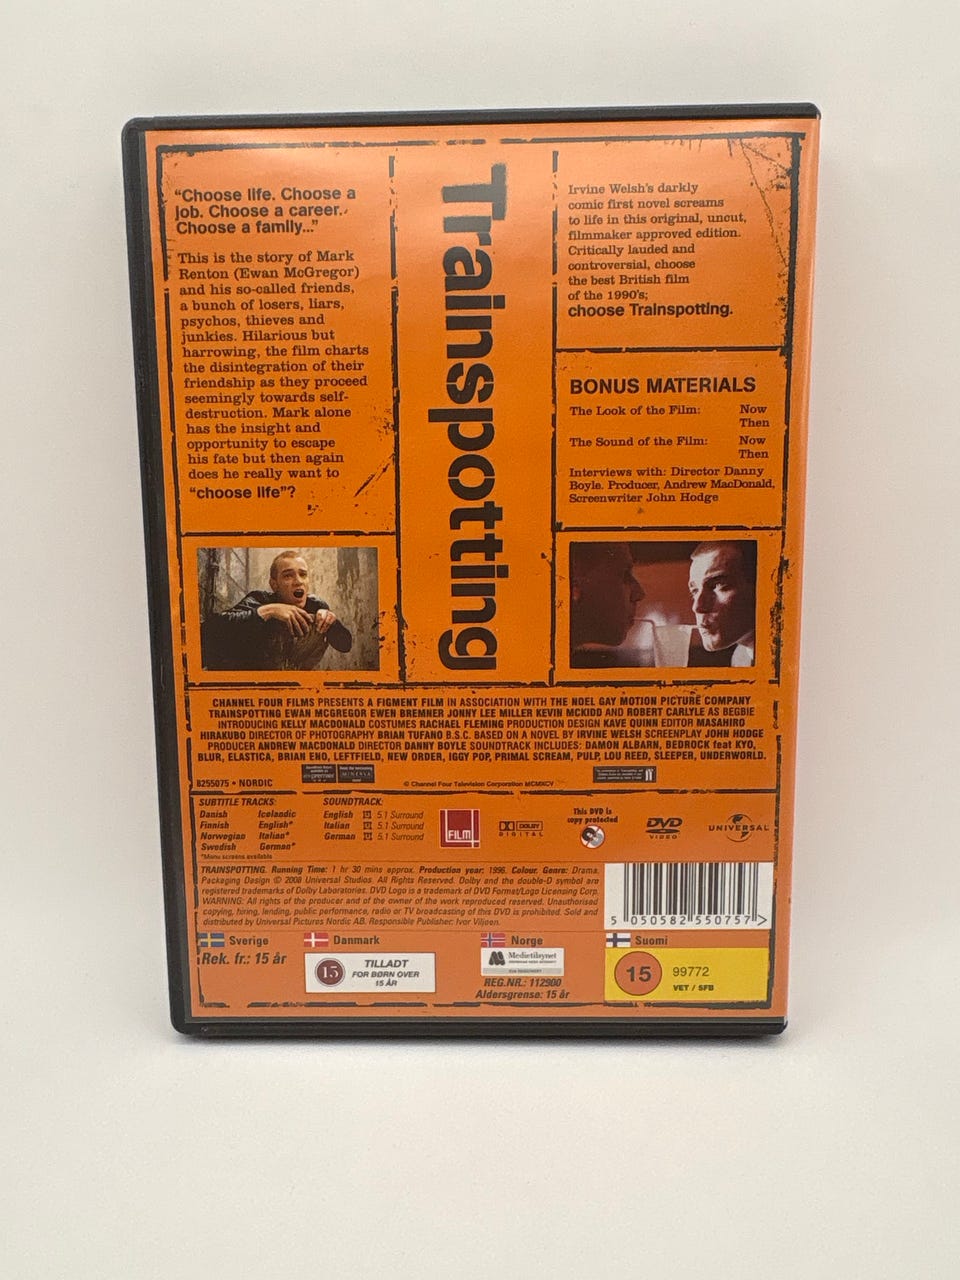 "Choose life. Choose a
job. Choose a career.
Choose a family..."
This is the story of Mark
Renton (Ewan McGregor)
and his so-called friends,
a bunch of losers, liars,
psychos, thieves and
junkies. Hilarious but
harrowing, the film charts
the disintegration of their
friendship as they proceed
seemingly towards self-
destruction. Mark alone
has the insight and
opportunity to escape
his fate but then again
does he really want to
"choose life"?
Trainspotting
Irvine Welsh's darkly
comic first novel screams
to life in this original, uncut,
filmmaker approved edition.
Critically lauded and
controversial, choose
the best British film
of the 1990's;
choose Trainspotting.
BONUS MATERIALS
The Look of the Film: Now
Then
The Sound of the Film: Now
Then
Interviews with: Director Danny
Boyle. Producer, Andrew MacDonald,
Screenwriter John Hodge
CHANNEL FOUR FILMS PRESENTS A FIGMENT FILM IN ASSOCIATION WITH THE NOEL GAY MOTION PICTURE COMPANY
TRAINSPOTTING EWAN MCGREGOR EWEN BREMNER JONNY LEE MILLER KEVIN MCKIDD AND ROBERT CARLYLE AS BEGBIE
INTRODUCING KELLY MACDONALD COSTUMES RACHAEL FLEMING PRODUCTION DESIGN KAVE QUINN EDITOR MASAHIRO
HIRAKUBO DIRECTOR OF PHOTOGRAPHY BRIAN TUFANO B.S.C. BASED ON A NOVEL BY IRVINE WELSH SCREENPLAY JOHN HODGE
PRODUCER ANDREW MACDONALD DIRECTOR DANNY BOYLE SOUNDTRACK INCLUDES: DAMON ALBARN, BEDROCK feat KYO,
BLUR, ELASTICA, BRIAN ENO, LEFTFIELD, NEW ORDER, IGGY POP, PRIMAL SCREAM, PULP, LOU REED, SLEEPER, UNDERWORLD.
8255075 • NORDIC
premier
MINERVA
© Channel Four Television Corporation MCMXCV
SUBTITLE TRACKS:
Danish Icelandic
Finnish English*
Norwegian Italian*
Swedish German*
*Menu screens available
SOUNDTRACK:
English 5.1 Surround
Italian 5.1 Surround
German 5.1 Surround
FILM 4
DOLBY
DIGITAL
This DVD is
copy protected
DVD
VIDEO
UNIVERSAL
TRAINSPOTTING. Running Time: 1 hr 30 mins approx. Production year: 1996. Colour. Genre: Drama.
Packaging Design © 2008 Universal Studios. All Rights Reserved. Dolby and the double-D symbol are
registered trademarks of Dolby Laboratories. DVD Logo is a trademark of DVD Format/Logo Licensing Corp.
WARNING: All rights of the producer and of the owner of the work reproduced reserved. Unauthorised
copying, hiring, lending, public performance, radio or TV broadcasting of this DVD is prohibited. Sold and
distributed by Universal Pictures Nordic AB. Responsible Publisher: Ivor Viljoen.
5 050582 550757 >
Sverige
Rek. fr.: 15 år
Danmark
15
TILLADT
FOR BØRN OVER
15 ÅR
Norge
Medietilsynet
REG.NR.: 112900
Aldersgrense: 15 år
Suomi
15
99772
VET / SFB